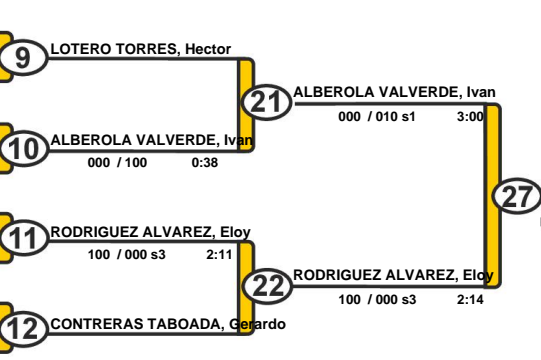 9 LOTERO TORRES, Hector
21 ALBEROLA VALVERDE, Ivan
000 / 010 s1 3:00
10 ALBEROLA VALVERDE, Ivan
000 / 100 0:38
27
11 RODRIGUEZ ALVAREZ, Eloy
100 / 000 s3 2:11
22 RODRIGUEZ ALVAREZ, Eloy
100 / 000 s3 2:14
12 CONTRERAS TABOADA, Gerardo